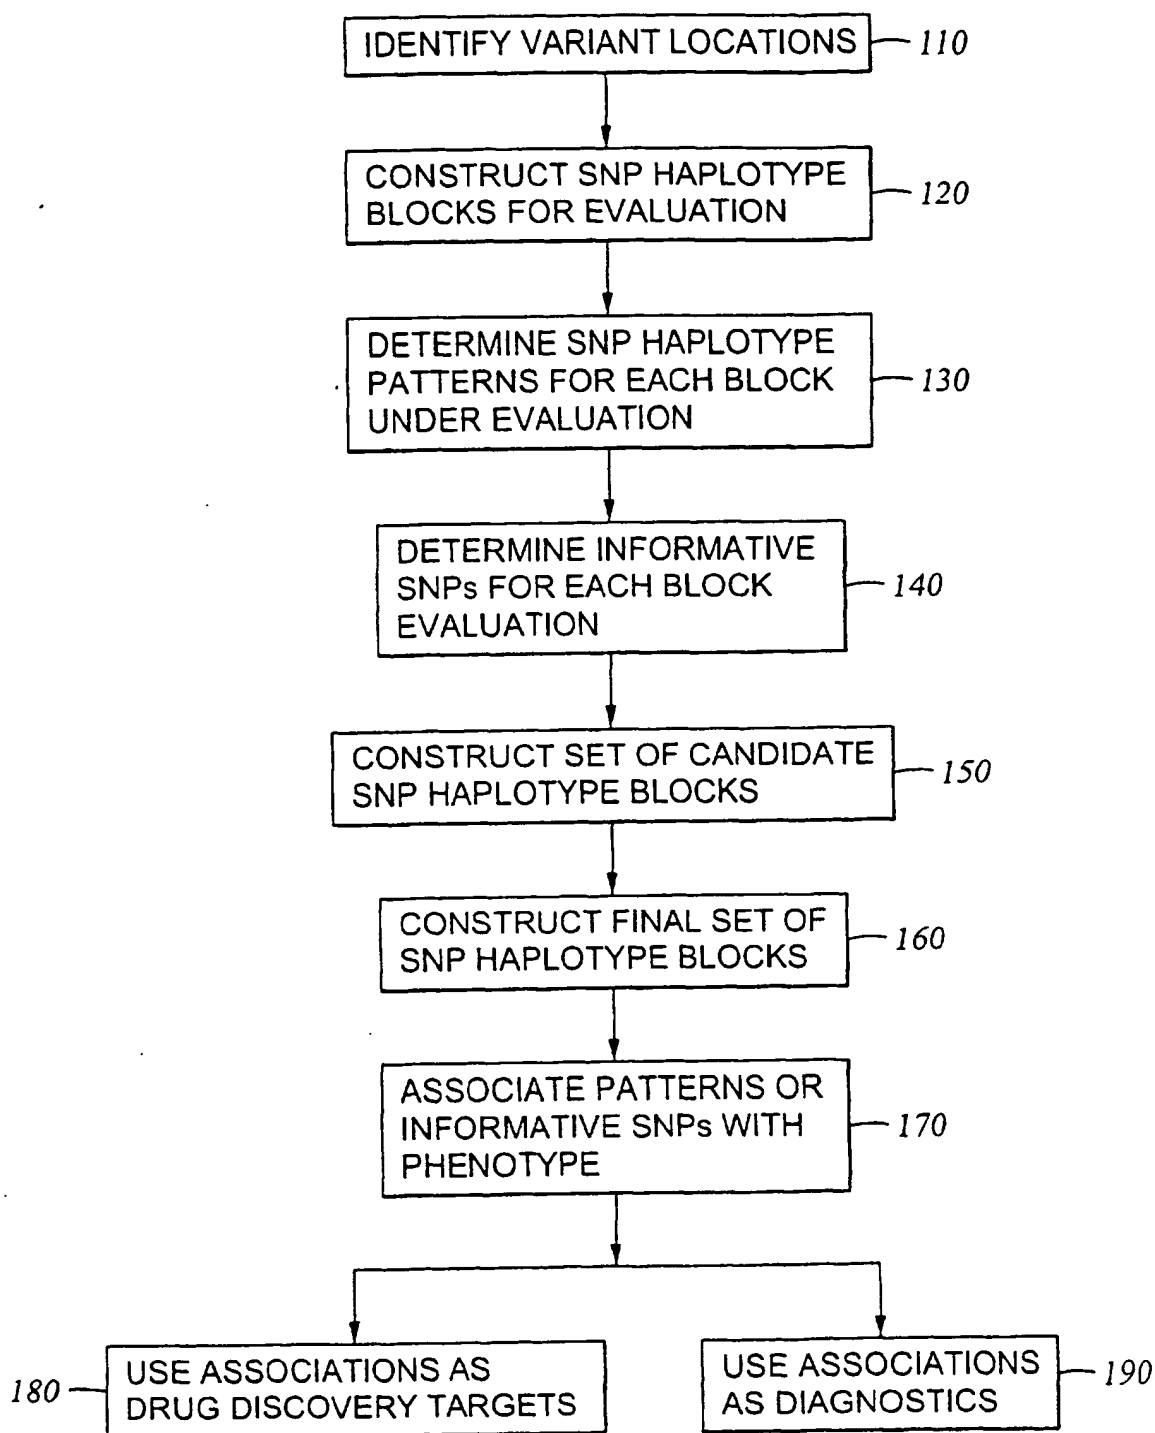 IDENTIFY VARIANT LOCATIONS 110
CONSTRUCT SNP HAPLOTYPE
BLOCKS FOR EVALUATION
120
DETERMINE SNP HAPLOTYPE
PATTERNS FOR EACH BLOCK
UNDER EVALUATION
130
DETERMINE INFORMATIVE
SNPs FOR EACH BLOCK
EVALUATION
140
CONSTRUCT SET OF CANDIDATE
SNP HAPLOTYPE BLOCKS
150
CONSTRUCT FINAL SET OF
SNP HAPLOTYPE BLOCKS
160
ASSOCIATE PATTERNS OR
INFORMATIVE SNPs WITH
PHENOTYPE
170
180
USE ASSOCIATIONS AS
DRUG DISCOVERY TARGETS
USE ASSOCIATIONS
AS DIAGNOSTICS
190